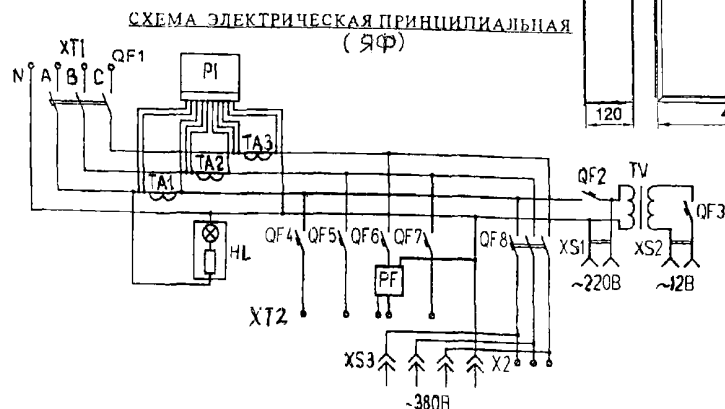 СХЕМА ЭЛЕКТРИЧЕСКАЯ ПРИНЦИПИАЛЬНАЯ
(ЯФ)
XT1 QF1
N A B C
PI
120 4
TA3
TA2
TA1
QF2 TV
QF3
HL QF4 QF5 QF6 QF7 QF8 XS1 XS2
PF
~220В ~12В
XT2
XS3 X2
~380В